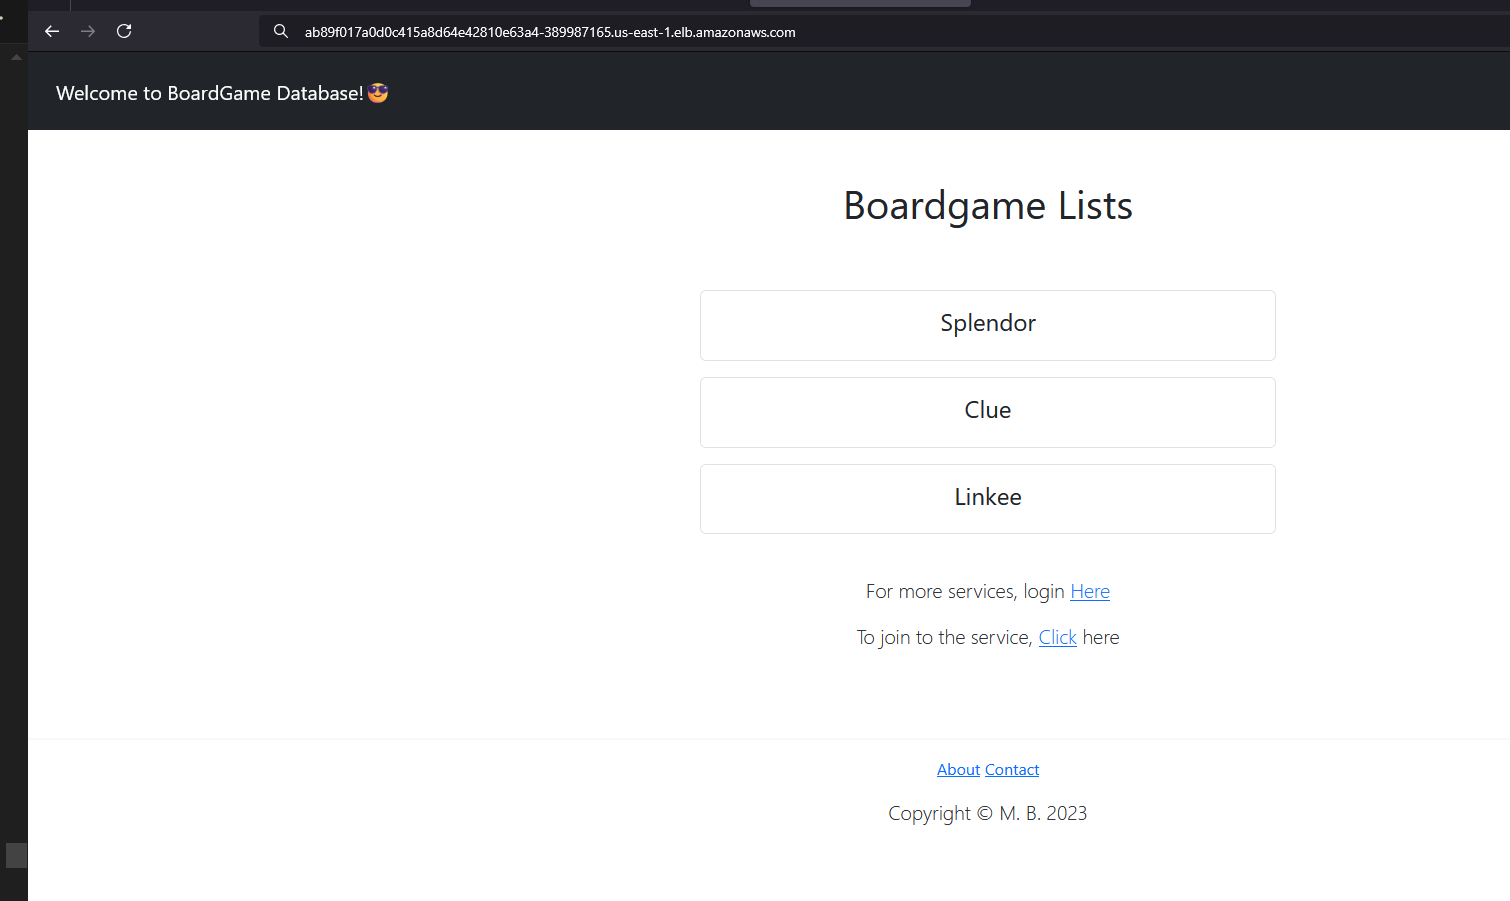 ab89f017a0d0c415a8d64e42810e63a4-389987165.us-east-1.elb.amazonaws.com
Welcome to BoardGame Database!😎
Boardgame Lists
Splendor
Clue
Linkee
For more services, login Here
To join to the service, Click here
About Contact
Copyright © M. B. 2023